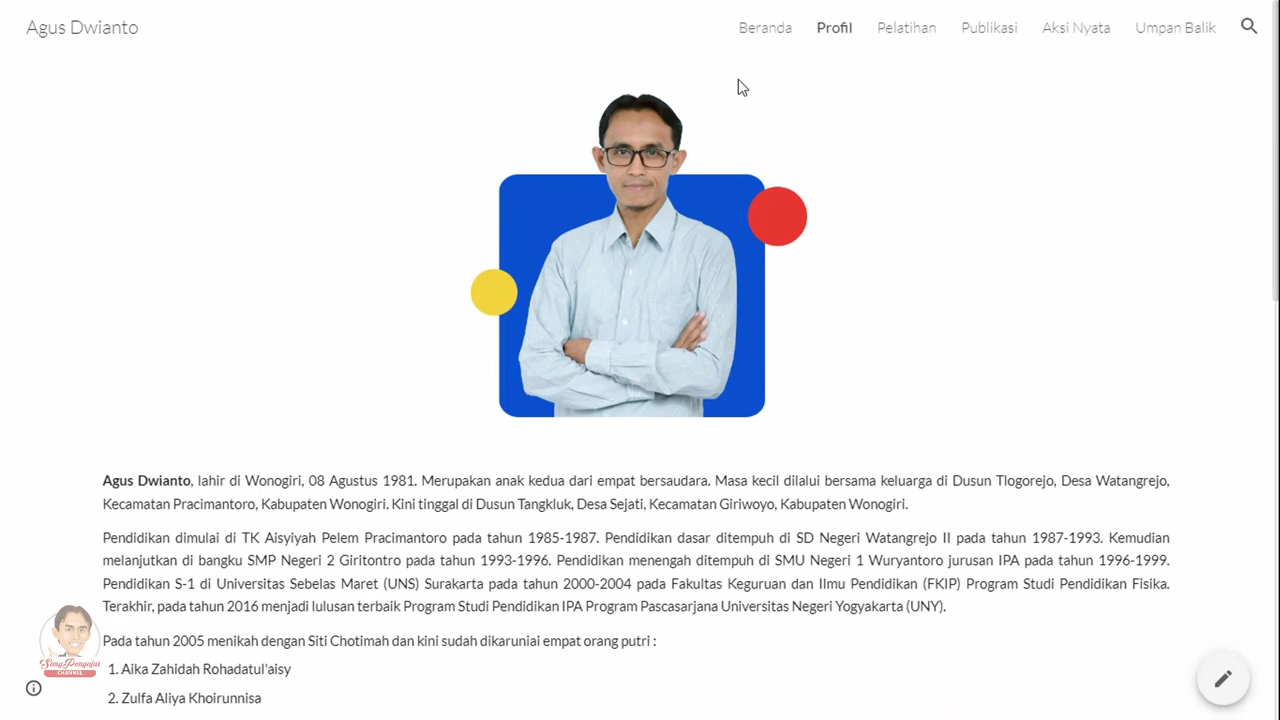 Agus Dwianto
Beranda Profil Pelatihan Publikasi Aksi Nyata Umpan Balik
Agus Dwianto, lahir di Wonogiri, 08 Agustus 1981. Merupakan anak kedua dari empat bersaudara. Masa kecil dilalui bersama keluarga di Dusun Tlogorejo, Desa Watangrejo,
Kecamatan Pracimantoro, Kabupaten Wonogiri. Kini tinggal di Dusun Tangkluk, Desa Sejati, Kecamatan Giriwoyo, Kabupaten Wonogiri.
Pendidikan dimulai di TK Aisyiyah Pelem Pracimantoro pada tahun 1985-1987. Pendidikan dasar ditempuh di SD Negeri Watangrejo II pada tahun 1987-1993. Kemudian
melanjutkan di bangku SMP Negeri 2 Giritontro pada tahun 1993-1996. Pendidikan menengah ditempuh di SMU Negeri 1 Wuryantoro jurusan IPA pada tahun 1996-1999.
Pendidikan S-1 di Universitas Sebelas Maret (UNS) Surakarta pada tahun 2000-2004 pada Fakultas Keguruan dan Ilmu Pendidikan (FKIP) Program Studi Pendidikan Fisika.
Terakhir, pada tahun 2016 menjadi lulusan terbaik Program Studi Pendidikan IPA Program Pascasarjana Universitas Negeri Yogyakarta (UNY).
Pada tahun 2005 menikah dengan Siti Chotimah dan kini sudah dikaruniai empat orang putri :
1. Aika Zahidah Rohadatul'aisy
2. Zulfa Aliya Khoirunnisa
Sang Pengajar
CHANNEL